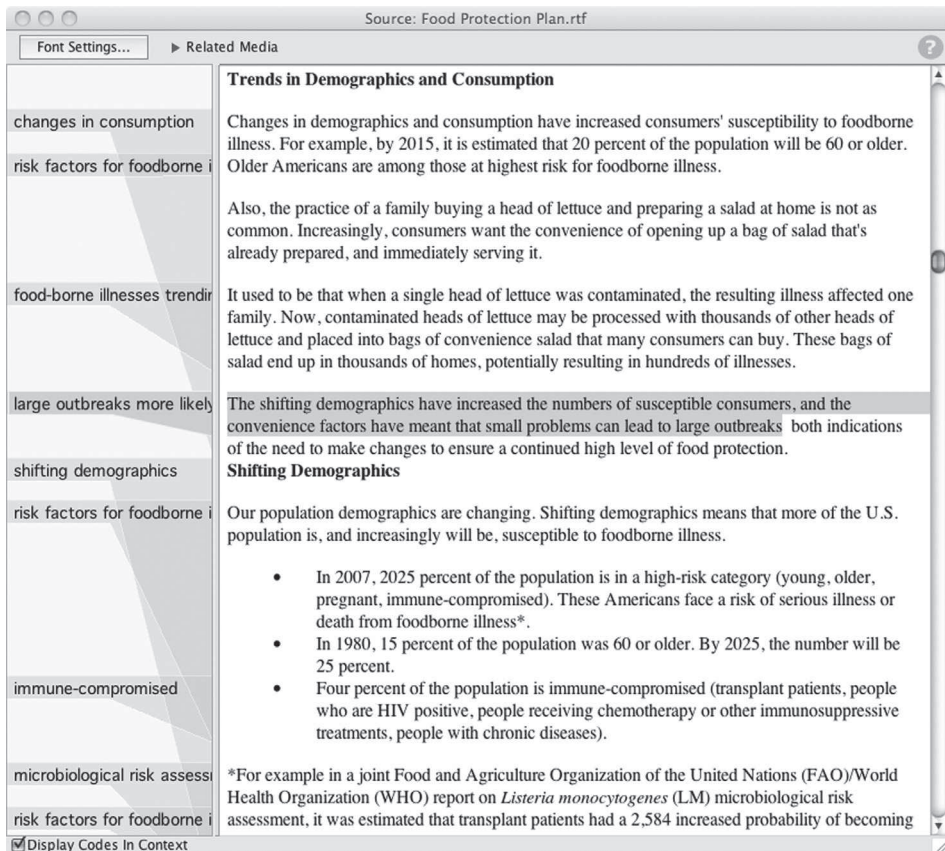 Source: Food Protection Plan.rtf
Font Settings...
Related Media
?
Trends in Demographics and Consumption
changes in consumption
Changes in demographics and consumption have increased consumers' susceptibility to foodborne
illness. For example, by 2015, it is estimated that 20 percent of the population will be 60 or older.
risk factors for foodborne i
Older Americans are among those at highest risk for foodborne illness.
Also, the practice of a family buying a head of lettuce and preparing a salad at home is not as
common. Increasingly, consumers want the convenience of opening up a bag of salad that's
already prepared, and immediately serving it.
food-borne illnesses trendin
It used to be that when a single head of lettuce was contaminated, the resulting illness affected one
family. Now, contaminated heads of lettuce may be processed with thousands of other heads of
lettuce and placed into bags of convenience salad that many consumers can buy. These bags of
salad end up in thousands of homes, potentially resulting in hundreds of illnesses.
large outbreaks more likely
The shifting demographics have increased the numbers of susceptible consumers, and the
convenience factors have meant that small problems can lead to large outbreaks both indications
of the need to make changes to ensure a continued high level of food protection.
shifting demographics
Shifting Demographics
risk factors for foodborne i
Our population demographics are changing. Shifting demographics means that more of the U.S.
population is, and increasingly will be, susceptible to foodborne illness.
• In 2007, 2025 percent of the population is in a high-risk category (young, older,
pregnant, immune-compromised). These Americans face a risk of serious illness or
death from foodborne illness*.
• In 1980, 15 percent of the population was 60 or older. By 2025, the number will be
25 percent.
immune-compromised
• Four percent of the population is immune-compromised (transplant patients, people
who are HIV positive, people receiving chemotherapy or other immunosuppressive
treatments, people with chronic diseases).
microbiological risk assessi
*For example in a joint Food and Agriculture Organization of the United Nations (FAO)/World
Health Organization (WHO) report on Listeria monocytogenes (LM) microbiological risk
risk factors for foodborne i
assessment, it was estimated that transplant patients had a 2,584 increased probability of becoming
Display Codes In Context